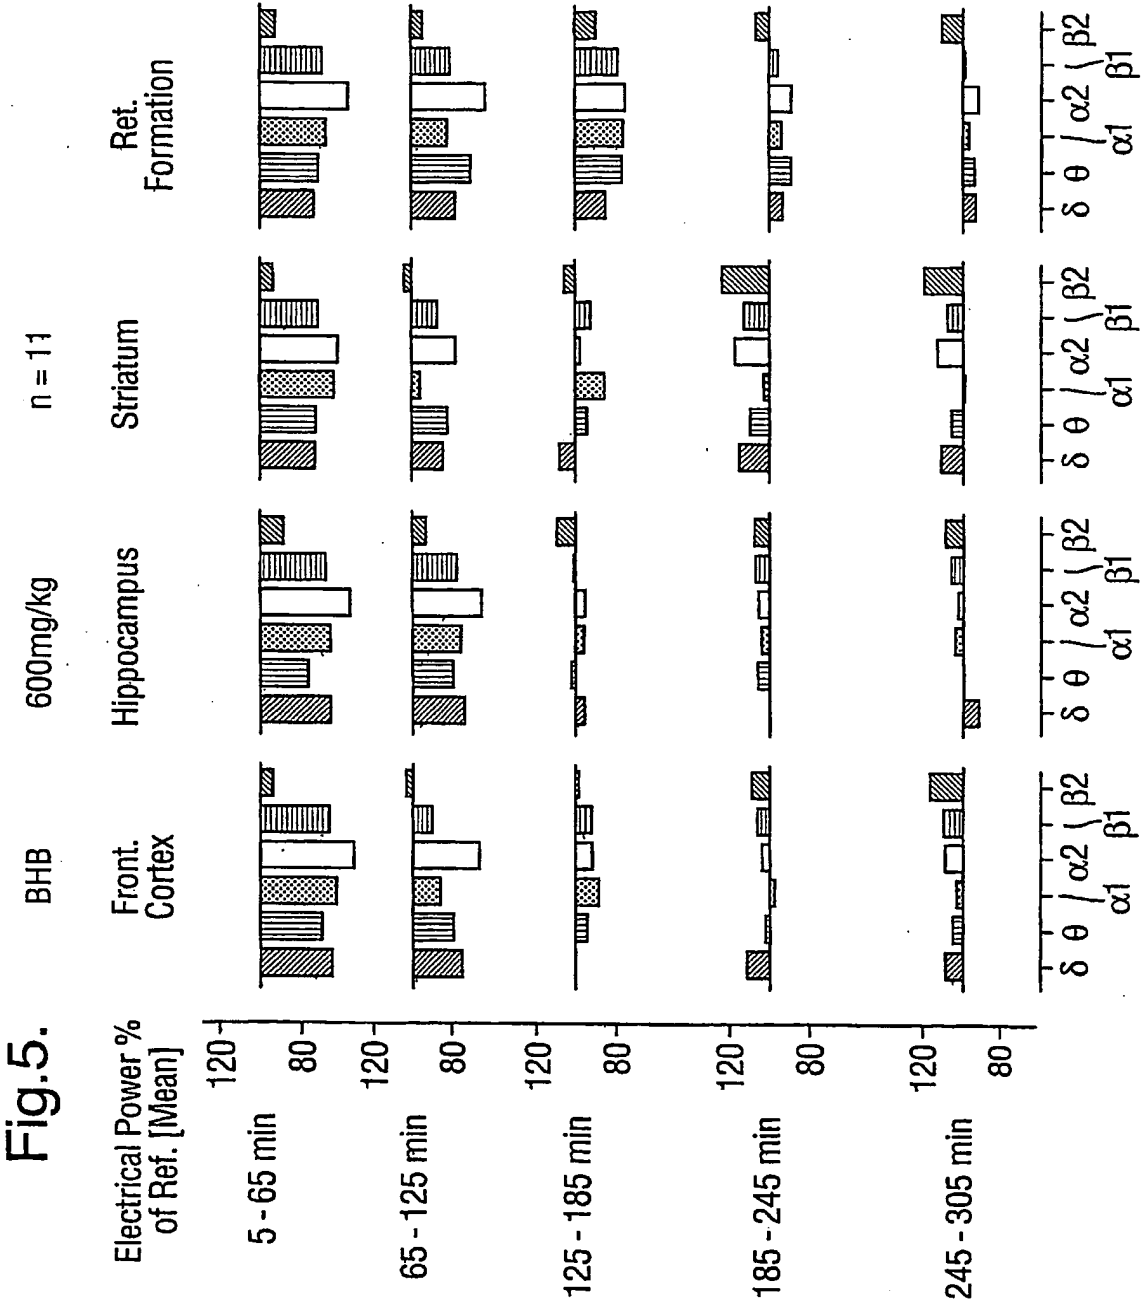 Fig.5.
BHB 600mg/kg n = 11
Electrical Power %
of Ref. [Mean]
Front.
Cortex
Hippocampus
Striatum
Ret.
Formation
5 - 65 min
120
80
65 - 125 min
120
80
125 - 185 min
120
80
185 - 245 min
120
80
245 - 305 min
120
80
δ θ α1 α2 β1 β2
δ θ α1 α2 β1 β2
δ θ α1 α2 β1 β2
δ θ α1 α2 β1 β2